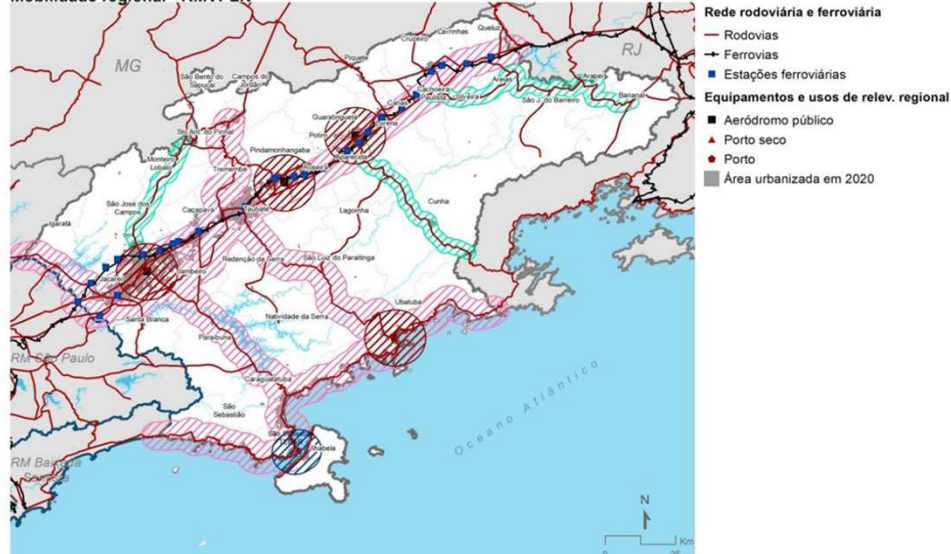 Mobilidade regional - RMVPLN
MG
RJ
Queluz
Lavrinhas
Cruzeiro
Piquete
São Bento do
Sapucaí
Campos do
Jordão
Cachoeira
Paulista
Silveiras
Areias
Arapeí
São J. do Barreiro
Bananal
Canas
Lorena
Guaratinguetá
Potim
Aparecida
Sto Ant. do Pinhal
Pindamonhangaba
Roseira
Monteiro
Lobato
Tremembé
Cunha
São José dos
Campos
Caçapava
Taubaté
Lagoinha
Igaratá
Jacareí
Jambeiro
Redenção da Serra
São Luiz do Paraitinga
Santa Branca
Natividade da Serra
Ubatuba
Paraibuna
RM São Paulo
Caraguatatuba
São
Sebastião
Ilhabela
RM Baixada
Santista
Oceano Atlântico
N
0
25
Km
Rede rodoviária e ferroviária
Rodovias
Ferrovias
Estações ferroviárias
Equipamentos e usos de relev. regional
Aeródromo público
Porto seco
Porto
Área urbanizada em 2020